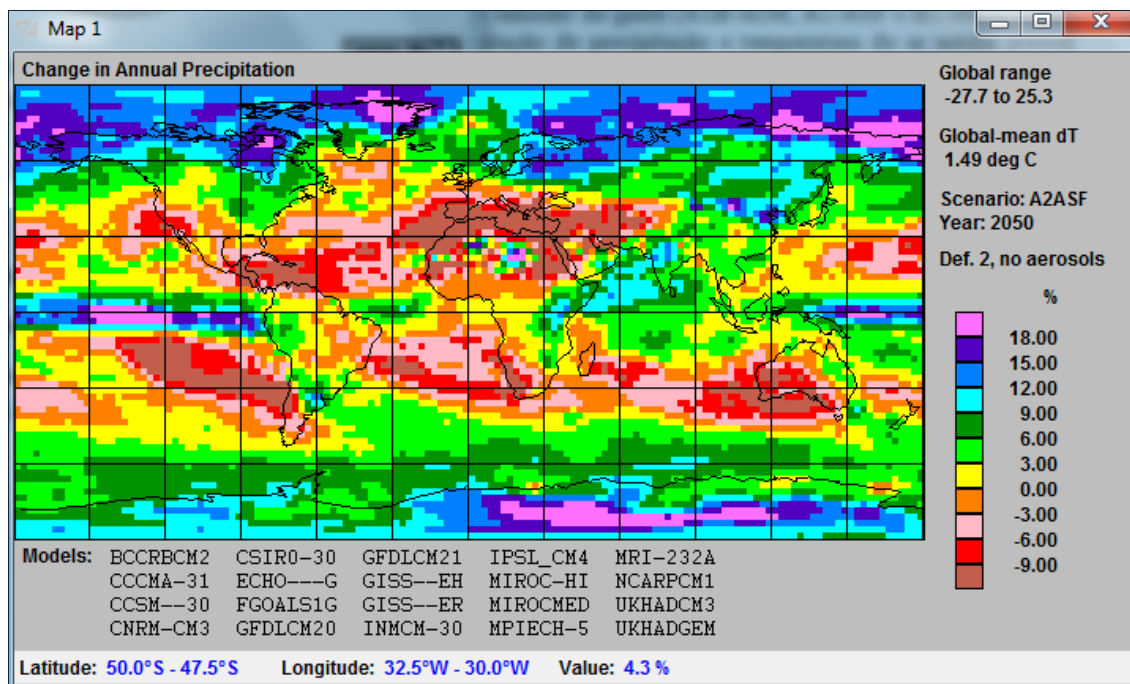 Map 1
Change in Annual Precipitation
Global range
-27.7 to 25.3
Global-mean dT
1.49 deg C
Scenario: A2ASF
Year: 2050
Def. 2, no aerosols
%
18.00
15.00
12.00
9.00
6.00
3.00
0.00
-3.00
-6.00
-9.00
Models: BCCRBCM2 CSIR0-30 GFDLCM21 IPSL_CM4 MRI-232A
CCCMA-31 ECHO---G GISS--EH MIROC-HI NCARPCM1
CCSM--30 FGOALS1G GISS--ER MIROCMED UKHADCM3
CNRM-CM3 GFDLCM20 INMCM-30 MPIECH-5 UKHADGEM
Latitude: 50.0°S - 47.5°S Longitude: 32.5°W - 30.0°W Value: 4.3 %